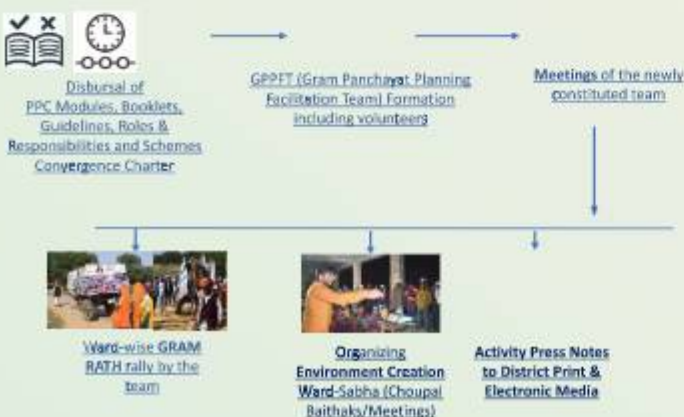 Disbursal of
PPC Modules, Booklets,
Guidelines, Roles &
Responsibilities and Schemes
Convergence Charter
GPPFT (Gram Panchayat Planning
Facilitation Team) Formation
including volunteers
Meetings of the newly
constituted team
Ward-wise GRAM
RATH rally by the
team
Organizing
Environment Creation
Ward-Sabha (Choupal
Baithaks/Meetings)
Activity Press Notes
to District Print &
Electronic Media